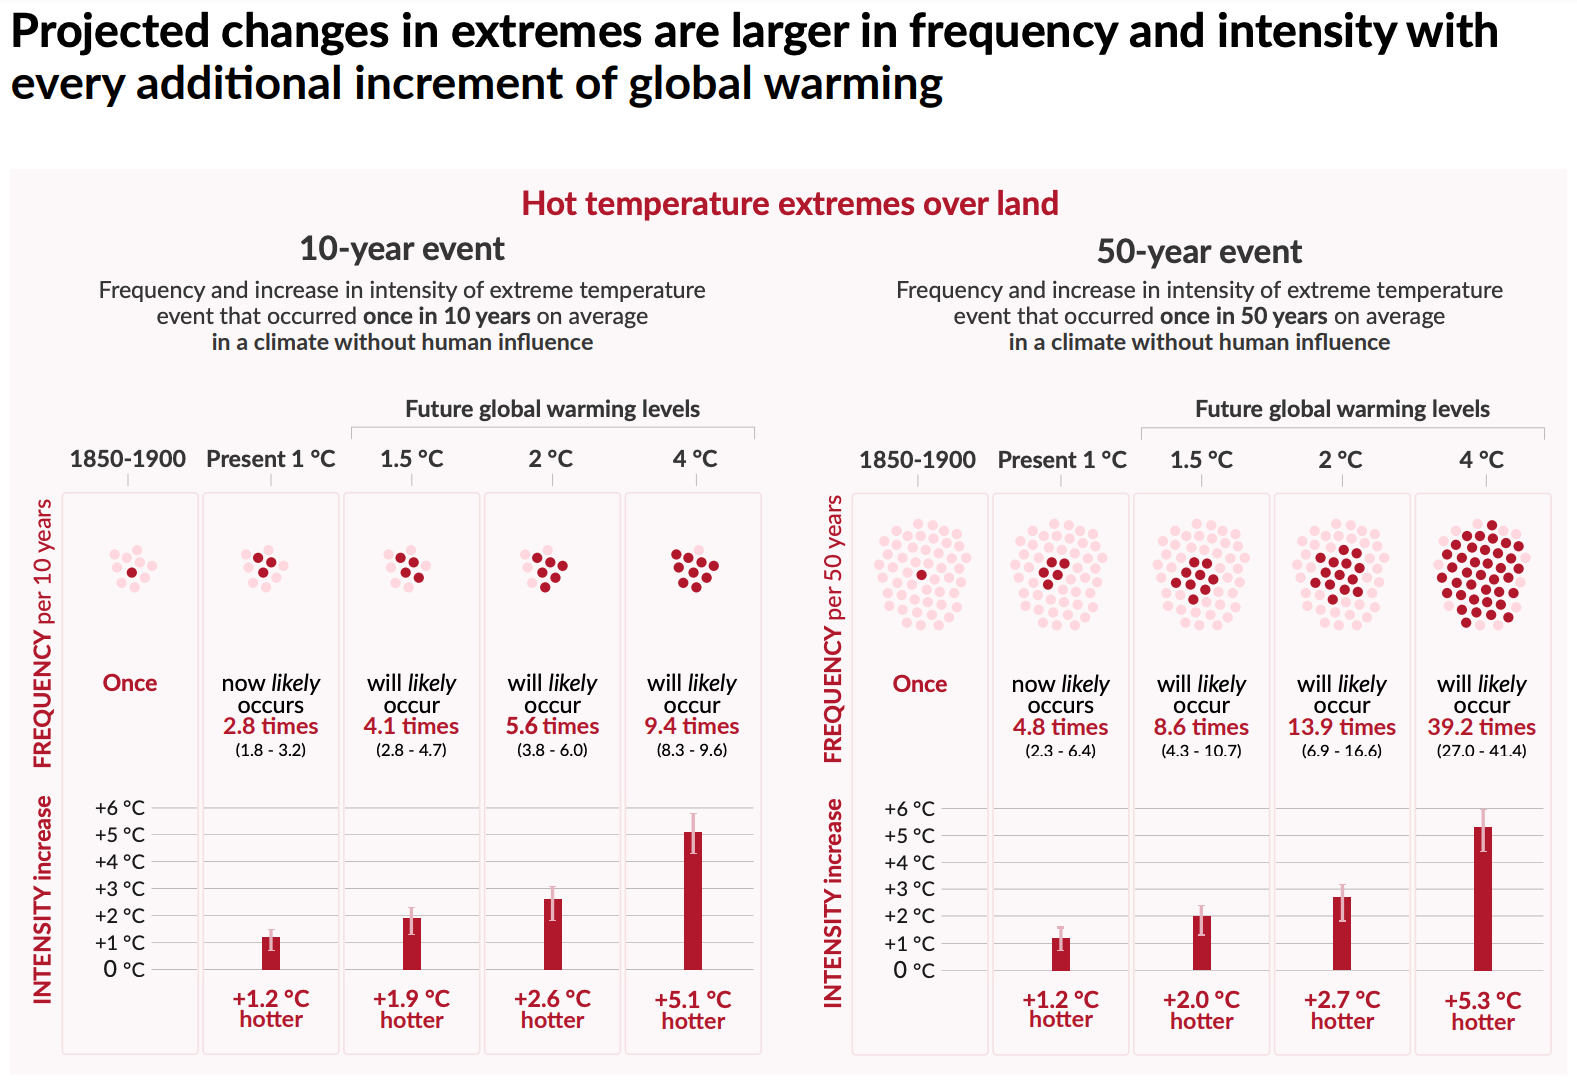 Projected changes in extremes are larger in frequency and intensity with
every additional increment of global warming
Hot temperature extremes over land
10-year event
Frequency and increase in intensity of extreme temperature
event that occurred once in 10 years on average
in a climate without human influence
Future global warming levels
1850-1900
Present 1 °C
1.5 °C
2 °C
4 °C
FREQUENCY per 10 years
Once
now likely
occurs
2.8 times
(1.8 - 3.2)
will likely
occur
4.1 times
(2.8 - 4.7)
will likely
occur
5.6 times
(3.8 - 6.0)
will likely
occur
9.4 times
(8.3 - 9.6)
INTENSITY increase
+6 °C
+5 °C
+4 °C
+3 °C
+2 °C
+1 °C
0 °C
+1.2 °C
hotter
+1.9 °C
hotter
+2.6 °C
hotter
+5.1 °C
hotter
50-year event
Frequency and increase in intensity of extreme temperature
event that occurred once in 50 years on average
in a climate without human influence
Future global warming levels
1850-1900
Present 1 °C
1.5 °C
2 °C
4 °C
FREQUENCY per 50 years
Once
now likely
occurs
4.8 times
(2.3 - 6.4)
will likely
occur
8.6 times
(4.3 - 10.7)
will likely
occur
13.9 times
(6.9 - 16.6)
will likely
occur
39.2 times
(27.0 - 41.4)
INTENSITY increase
+6 °C
+5 °C
+4 °C
+3 °C
+2 °C
+1 °C
0 °C
+1.2 °C
hotter
+2.0 °C
hotter
+2.7 °C
hotter
+5.3 °C
hotter